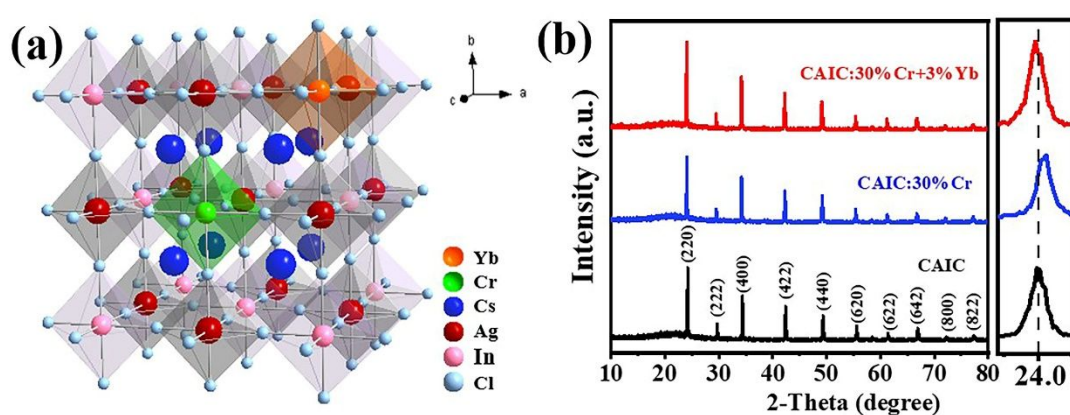 (a)
b
c
a
Yb
Cr
Cs
Ag
In
Cl
(b)
CAIC:30% Cr+3% Yb
CAIC:30% Cr
CAIC
(220)
(222)
(400)
(422)
(440)
(620)
(622)
(642)
(800)
(822)
Intensity (a.u.)
10 20 30 40 50 60 70 80
2-Theta (degree)
24.0